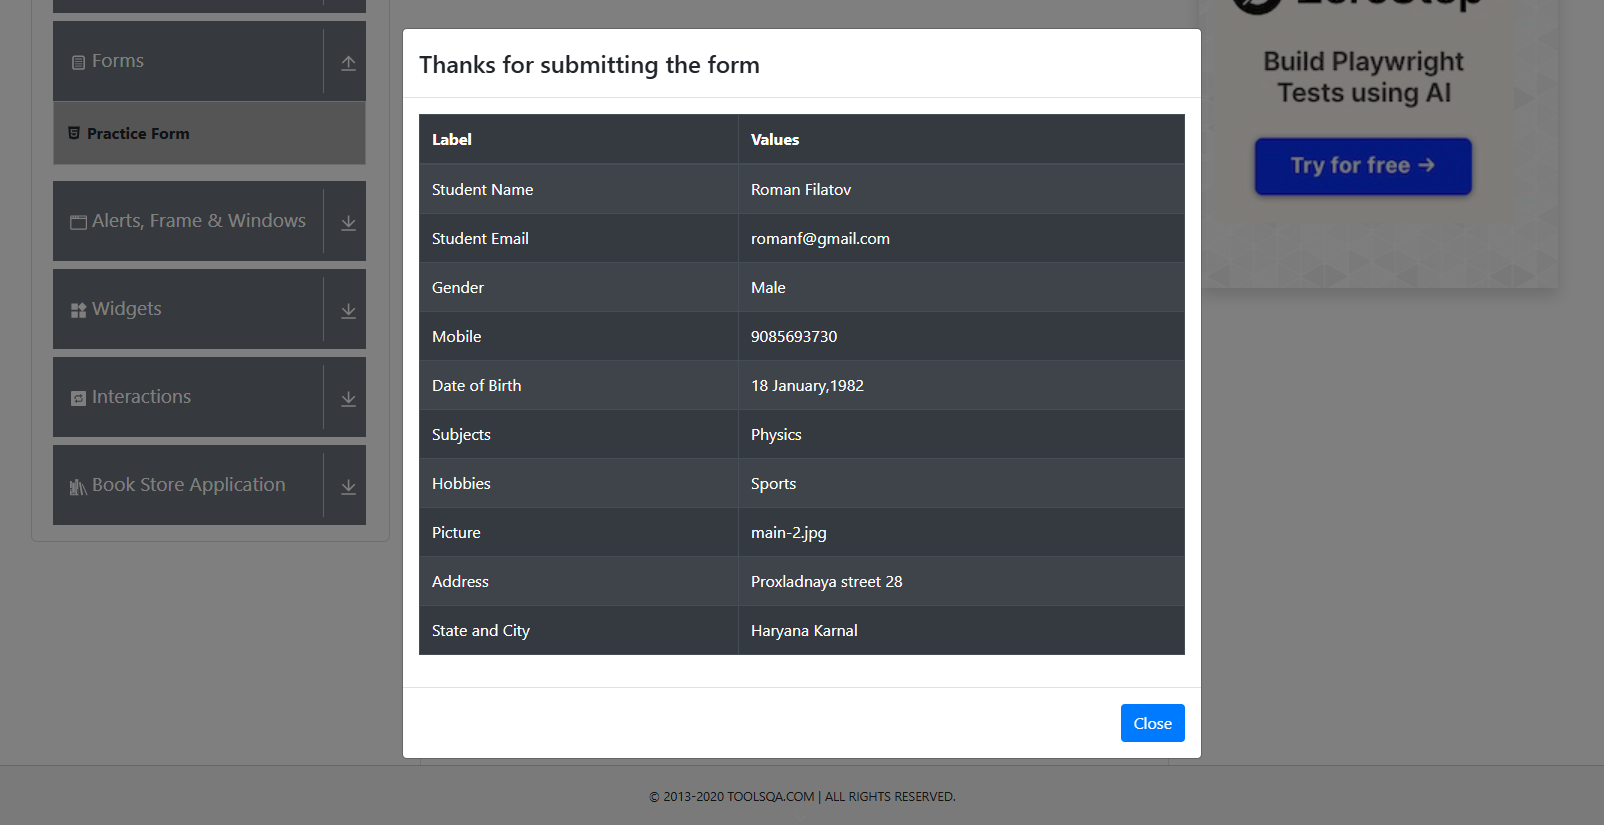 Forms
Practice Form
Alerts, Frame & Windows
Widgets
Interactions
Book Store Application
Thanks for submitting the form
Label Values
Student Name Roman Filatov
Student Email romanf@gmail.com
Gender Male
Mobile 9085693730
Date of Birth 18 January,1982
Subjects Physics
Hobbies Sports
Picture main-2.jpg
Address Proxladnaya street 28
State and City Haryana Karnal
Close
Build Playwright
Tests using AI
Try for free →
© 2013-2020 TOOLSQA.COM | ALL RIGHTS RESERVED.